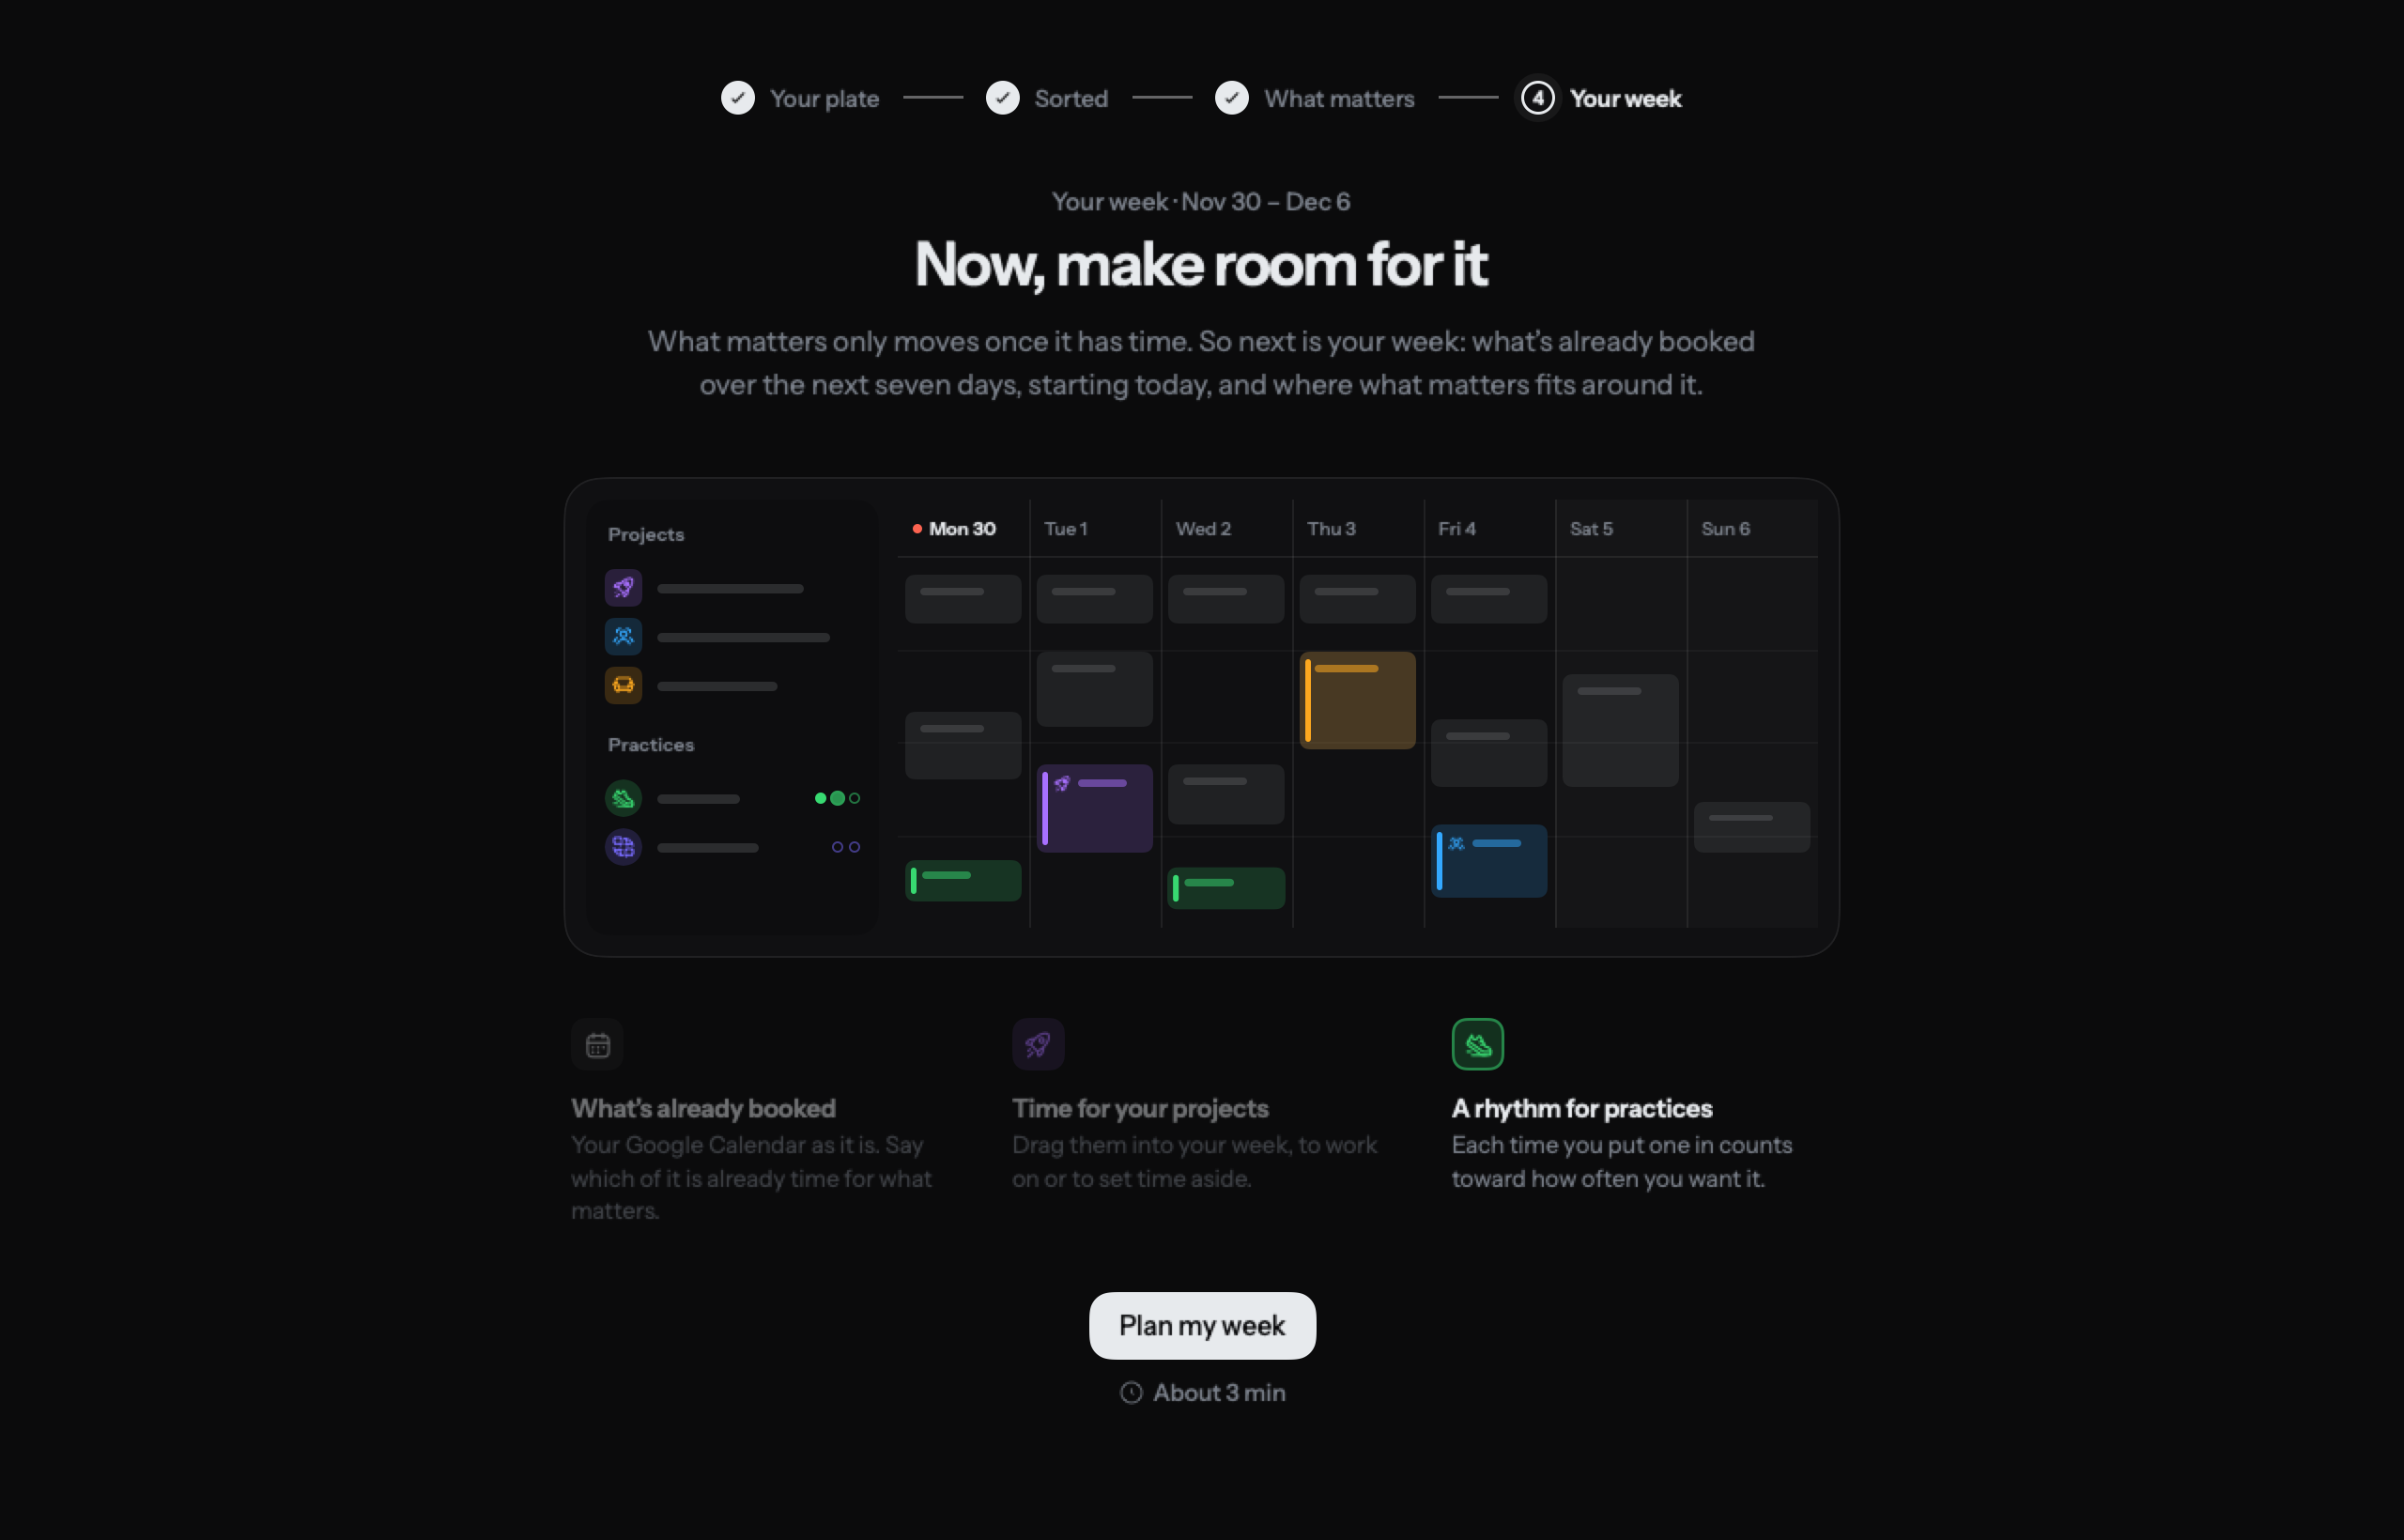 Your plate
Sorted
What matters
4 Your week
Your week · Nov 30 – Dec 6
Now, make room for it
What matters only moves once it has time. So next is your week: what’s already booked
over the next seven days, starting today, and where what matters fits around it.
Projects
Practices
Mon 30
Tue 1
Wed 2
Thu 3
Fri 4
Sat 5
Sun 6
What’s already booked
Your Google Calendar as it is. Say
which of it is already time for what
matters.
Time for your projects
Drag them into your week, to work
on or to set time aside.
A rhythm for practices
Each time you put one in counts
toward how often you want it.
Plan my week
About 3 min